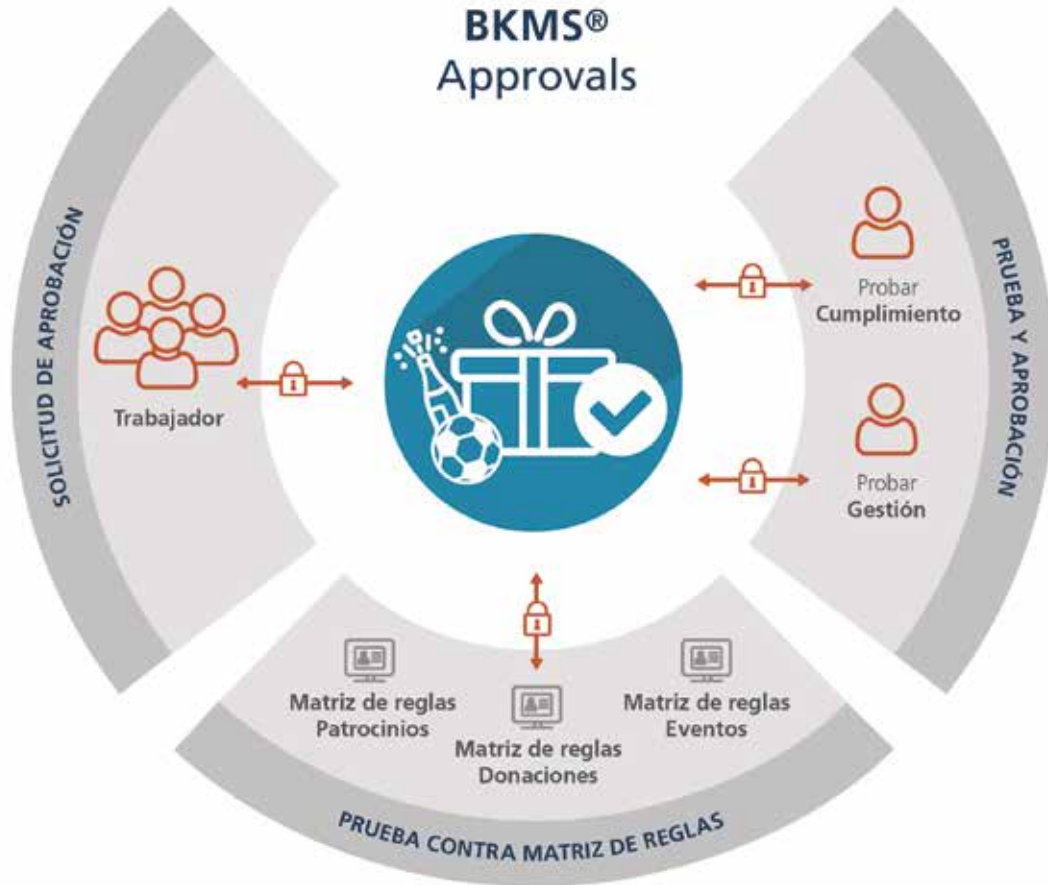 BKMS®
Approvals
SOLICITUD DE APROBACIÓN
Trabajador
Probar
Cumplimiento
Probar
Gestión
PRUEBA Y APROBACIÓN
Matriz de reglas
Patrocinios
Matriz de reglas
Donaciones
Matriz de reglas
Eventos
PRUEBA CONTRA MATRIZ DE REGLAS